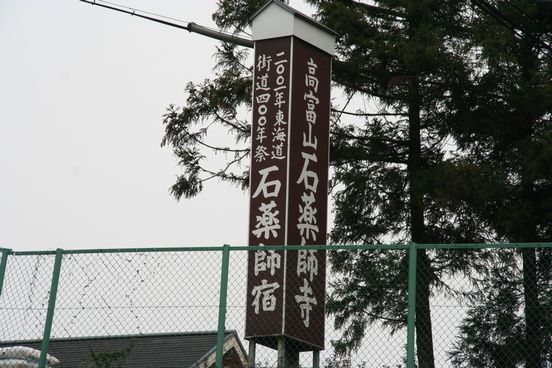 高富山石薬師寺
二〇〇一年東海道
街道四〇〇年祭
石薬師宿